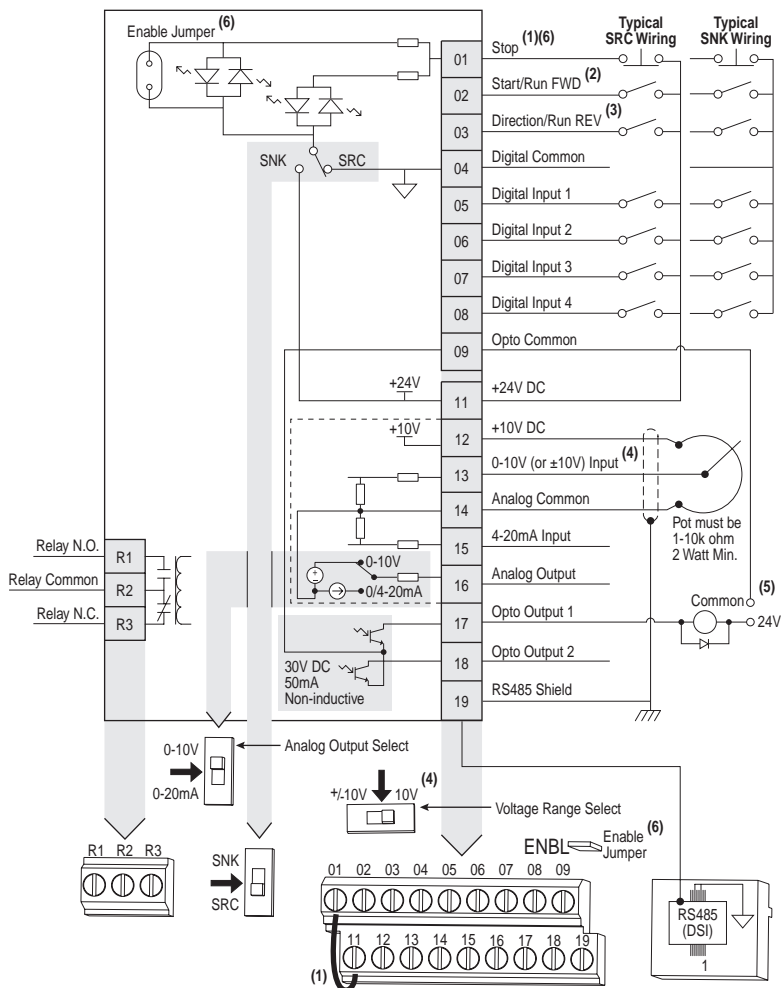 Enable Jumper (6)
Typical SRC Wiring
Typical SNK Wiring
01 Stop (1)(6)
02 Start/Run FWD (2)
03 Direction/Run REV (3)
SNK SRC
04 Digital Common
05 Digital Input 1
06 Digital Input 2
07 Digital Input 3
08 Digital Input 4
09 Opto Common
+24V 11 +24V DC
+10V 12 +10V DC
13 0-10V (or ±10V) Input (4)
14 Analog Common
Pot must be
1-10k ohm
2 Watt Min.
15 4-20mA Input
0-10V
0/4-20mA
16 Analog Output
Relay N.O. R1
Relay Common R2
Relay N.C. R3
Common (5)
24V
17 Opto Output 1
18 Opto Output 2
30V DC
50mA
Non-inductive
19 RS485 Shield
0-10V
0-20mA
Analog Output Select
+/-10V 10V (4)
Voltage Range Select
ENBL Enable Jumper (6)
R1 R2 R3
SNK
SRC
01 02 03 04 05 06 07 08 09
11 12 13 14 15 16 17 18 19
(1)
RS485
(DSI)
1